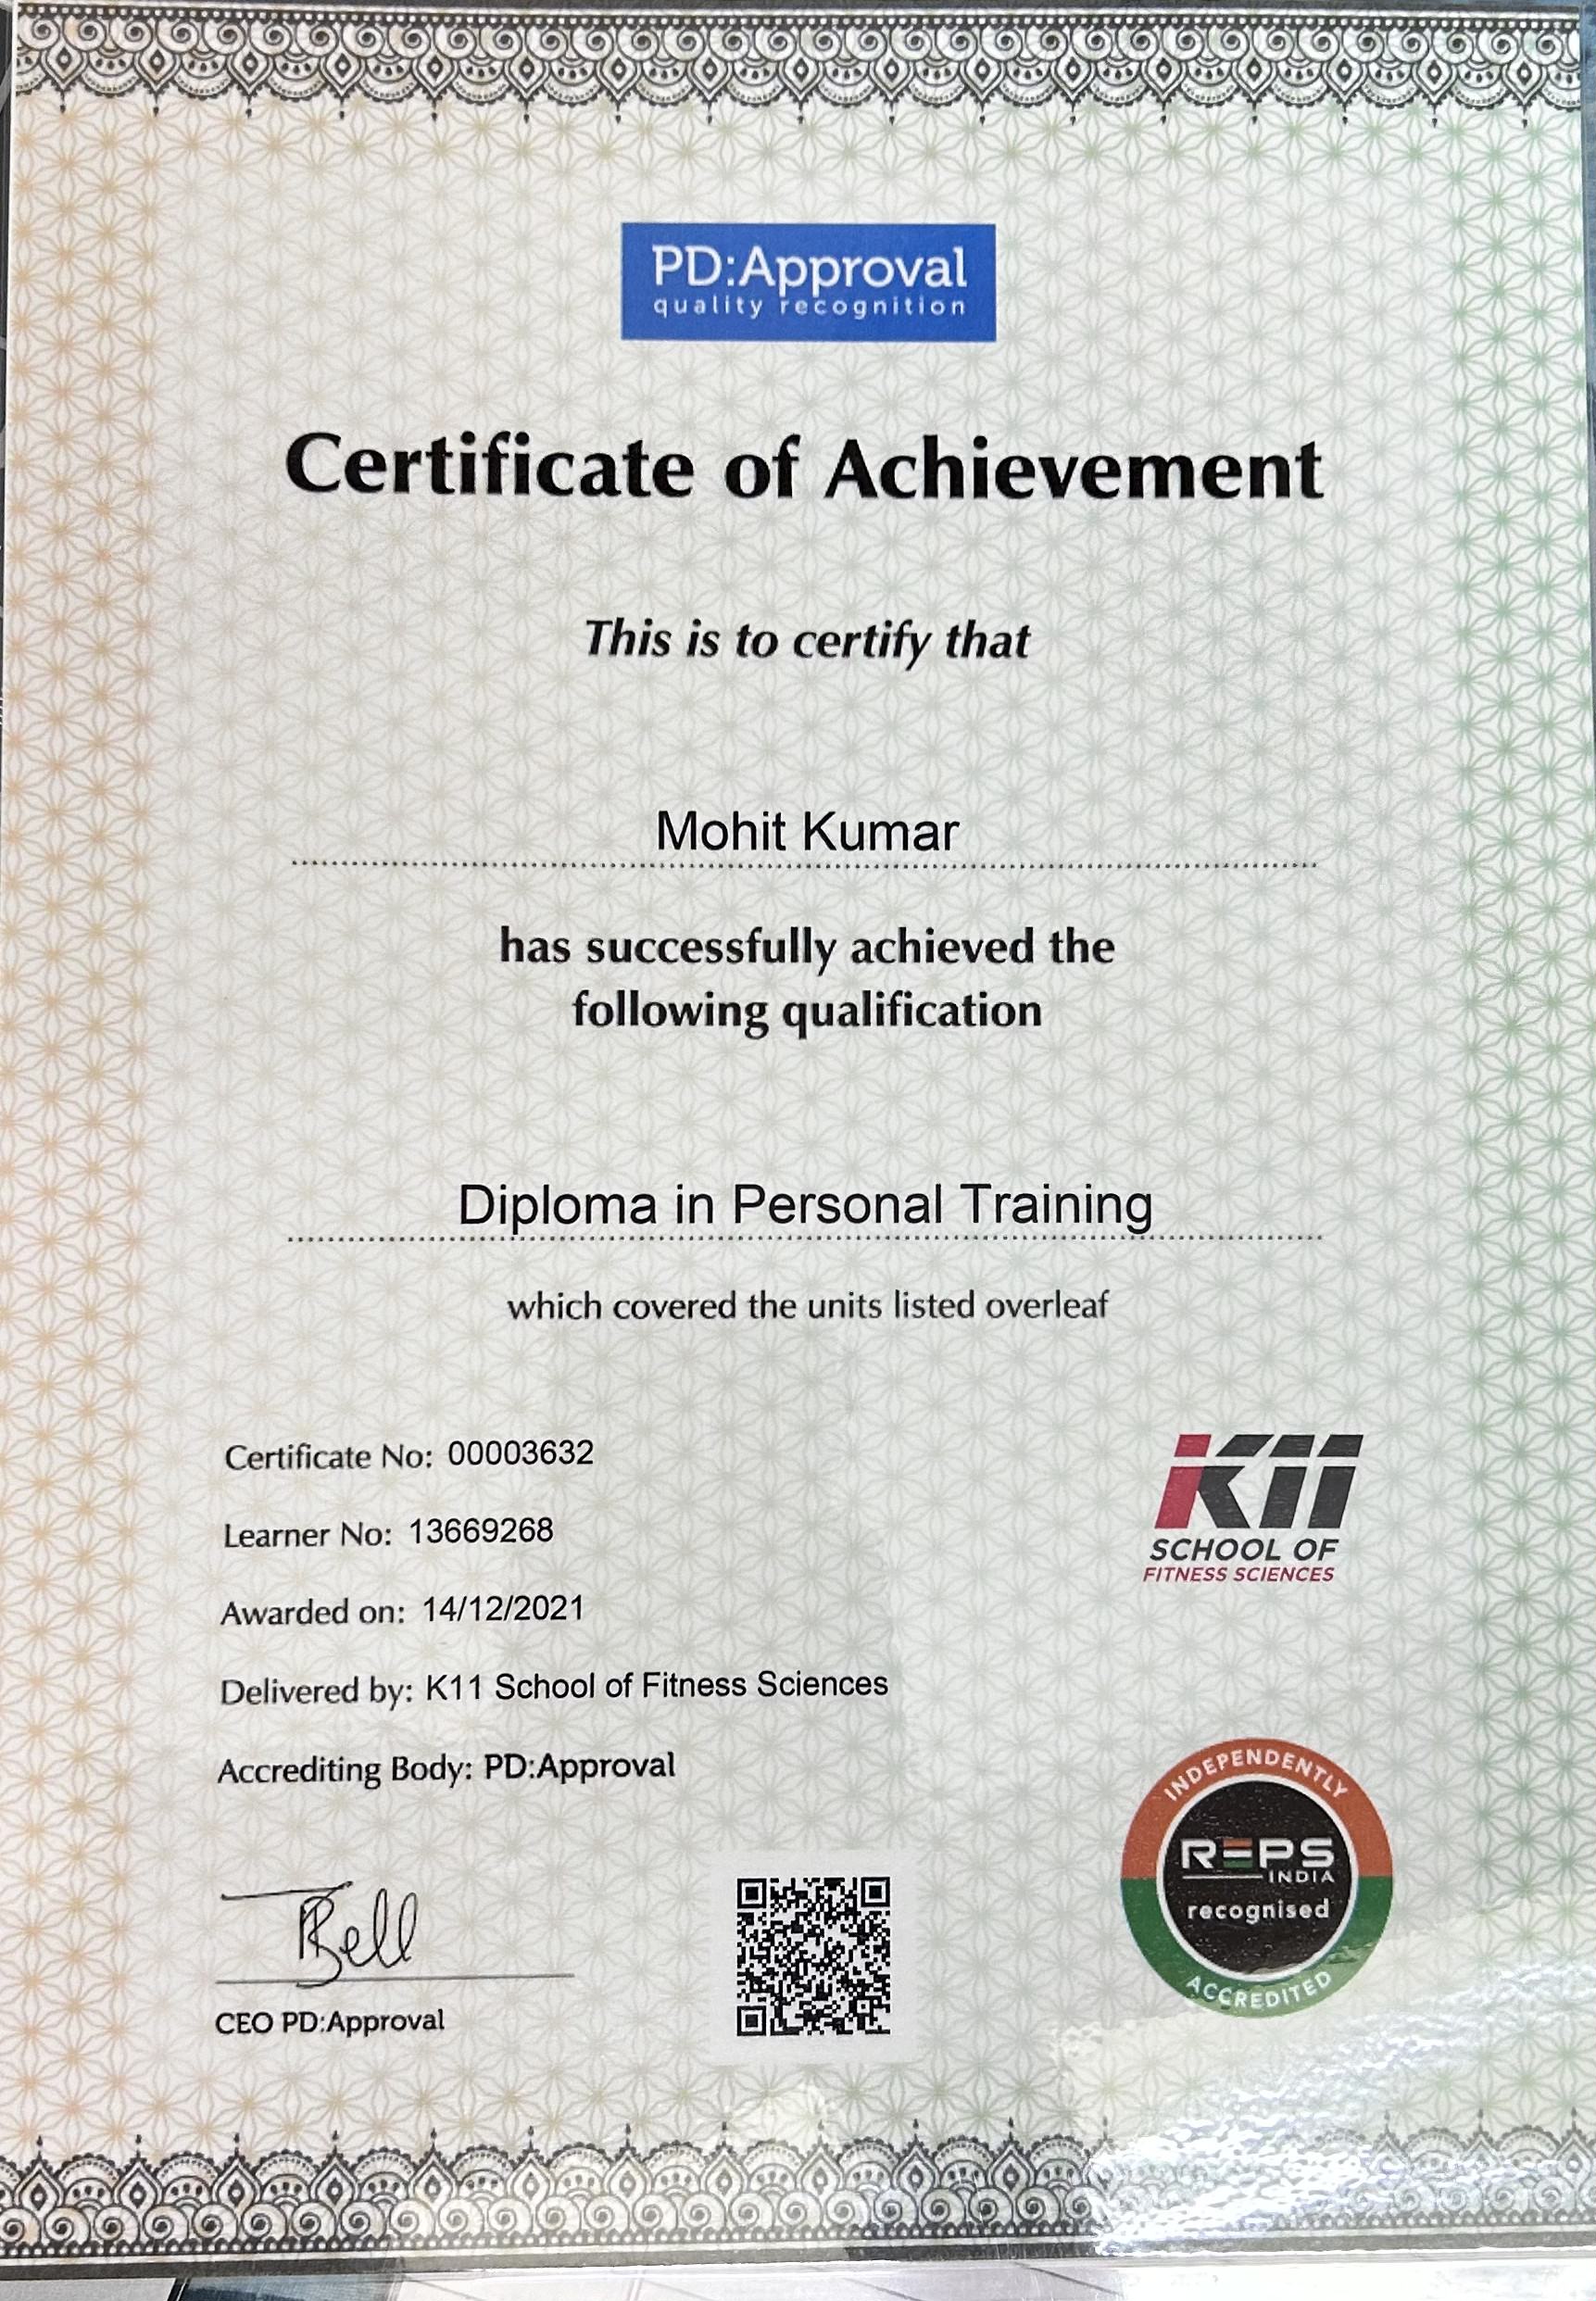 PD:Approval
quality recognition
Certificate of Achievement
This is to certify that
Mohit Kumar
has successfully achieved the
following qualification
Diploma in Personal Training
which covered the units listed overleaf
Certificate No: 00003632
Learner No: 13669268
Awarded on: 14/12/2021
Delivered by: K11 School of Fitness Sciences
Accrediting Body: PD:Approval
K11
SCHOOL OF
FITNESS SCIENCES
INDEPENDENTLY
REPS
INDIA
recognised
ACCREDITED
CEO PD:Approval